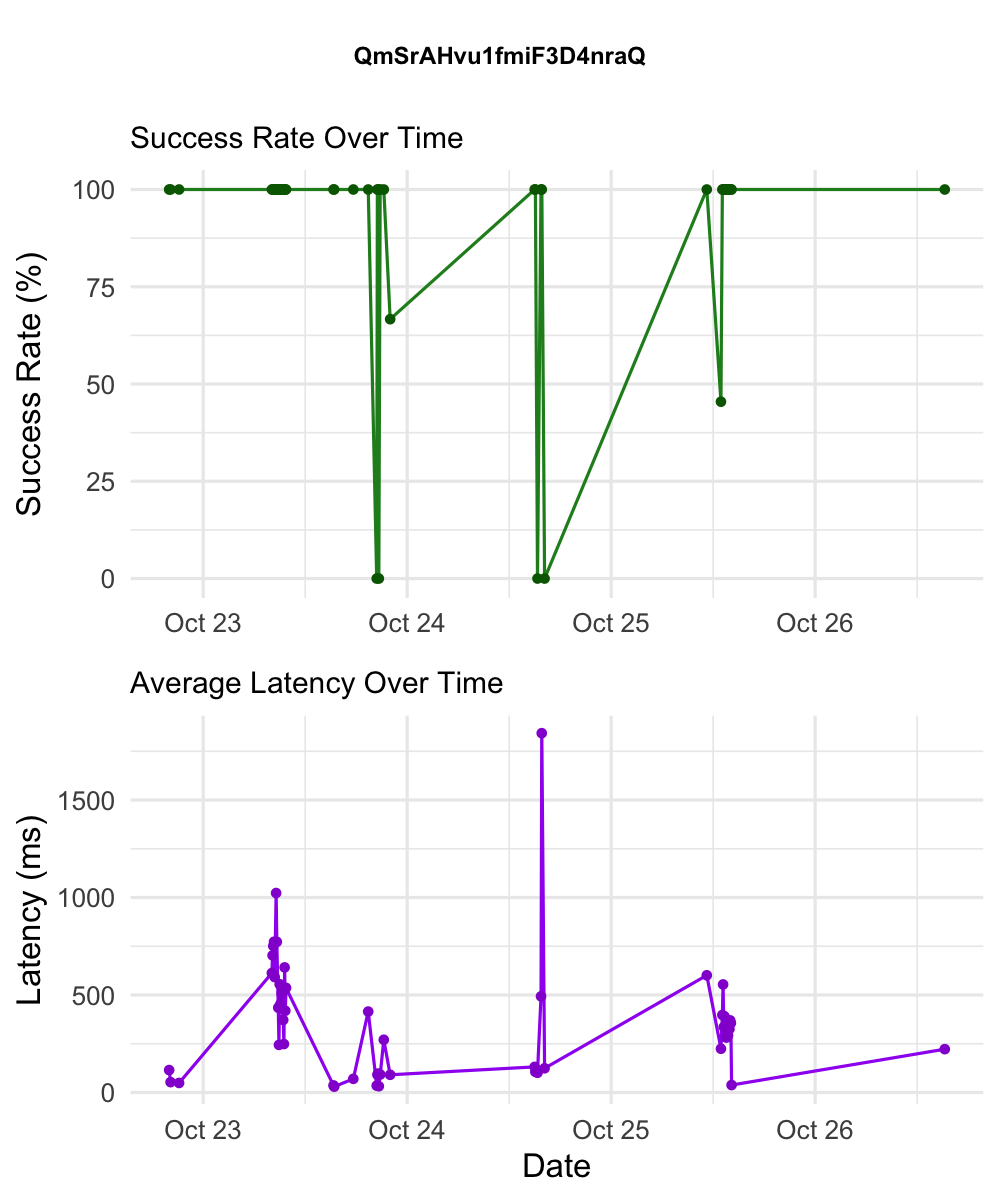 QmSrAHvu1fmiF3D4nraQ
Success Rate Over Time
Success Rate (%)
100
75
50
25
0
Oct 23 Oct 24 Oct 25 Oct 26
Average Latency Over Time
Latency (ms)
1500
1000
500
0
Oct 23 Oct 24 Oct 25 Oct 26
Date